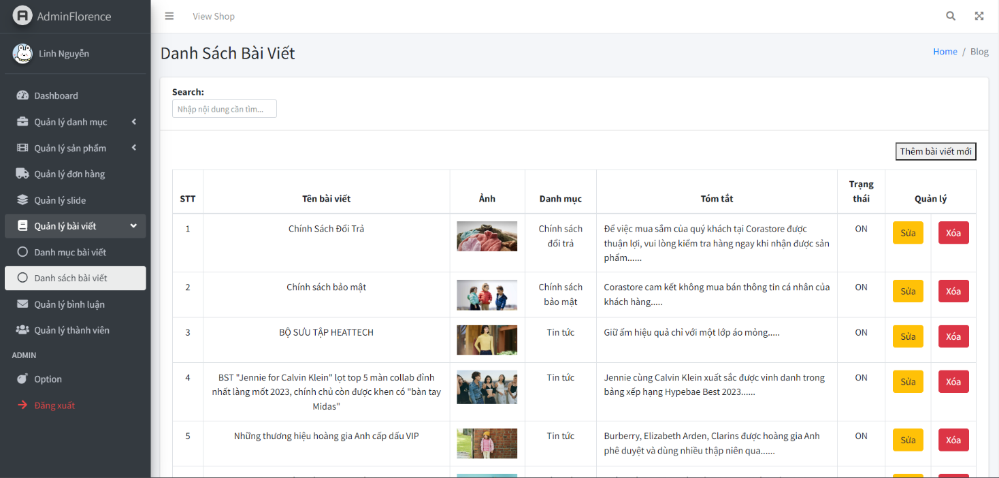 AdminFlorence
View Shop
Linh Nguyễn
Dashboard
Quản lý danh mục
Quản lý sản phẩm
Quản lý đơn hàng
Quản lý slide
Quản lý bài viết
Danh mục bài viết
Danh sách bài viết
Quản lý bình luận
Quản lý thành viên
ADMIN
Option
Đăng xuất
Danh Sách Bài Viết
Home / Blog
Search:
Nhập nội dung cần tìm...
Thêm bài viết mới
STT
Tên bài viết
Ảnh
Danh mục
Tóm tắt
Trạng
thái
Quản lý
1
Chính Sách Đổi Trả
Chính sách
đổi trả
Để việc mua sắm của quý khách tại Corastore được
thuận lợi, vui lòng kiểm tra hàng ngay khi nhận được sản
phẩm......
ON
Sửa
Xóa
2
Chính sách bảo mật
Chính sách
bảo mật
Corastore cam kết không mua bán thông tin cá nhân của
khách hàng.....
ON
Sửa
Xóa
3
BỘ SƯU TẬP HEATTECH
Tin tức
Giữ ấm hiệu quả chỉ với một lớp áo mỏng.....
ON
Sửa
Xóa
4
BST "Jennie for Calvin Klein" lọt top 5 màn collab đỉnh
nhất làng mốt 2023, chính chủ còn được khen có "bàn tay
Midas"
Tin tức
Jennie cùng Calvin Klein xuất sắc được vinh danh trong
bảng xếp hạng Hypebae Best 2023......
ON
Sửa
Xóa
5
Những thương hiệu hoàng gia Anh cấp dấu VIP
Tin tức
Burberry, Elizabeth Arden, Clarins được hoàng gia Anh
phê duyệt và dùng nhiều thập niên qua......
ON
Sửa
Xóa